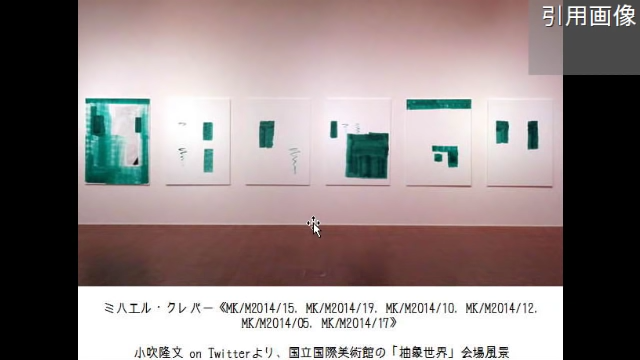 引用画像
ミハエル・クレバー《MK/M2014/15, MK/M2014/19, MK/M2014/10, MK/M2014/12,
MK/M2014/05, MK/M2014/17》
小吹隆文 on Twitterより、国立国際美術館の「抽象世界」会場風景